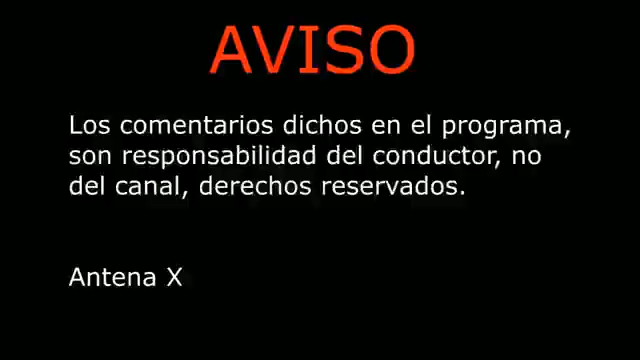 AVISO
Los comentarios dichos en el programa,
son responsabilidad del conductor, no
del canal, derechos reservados.
Antena X